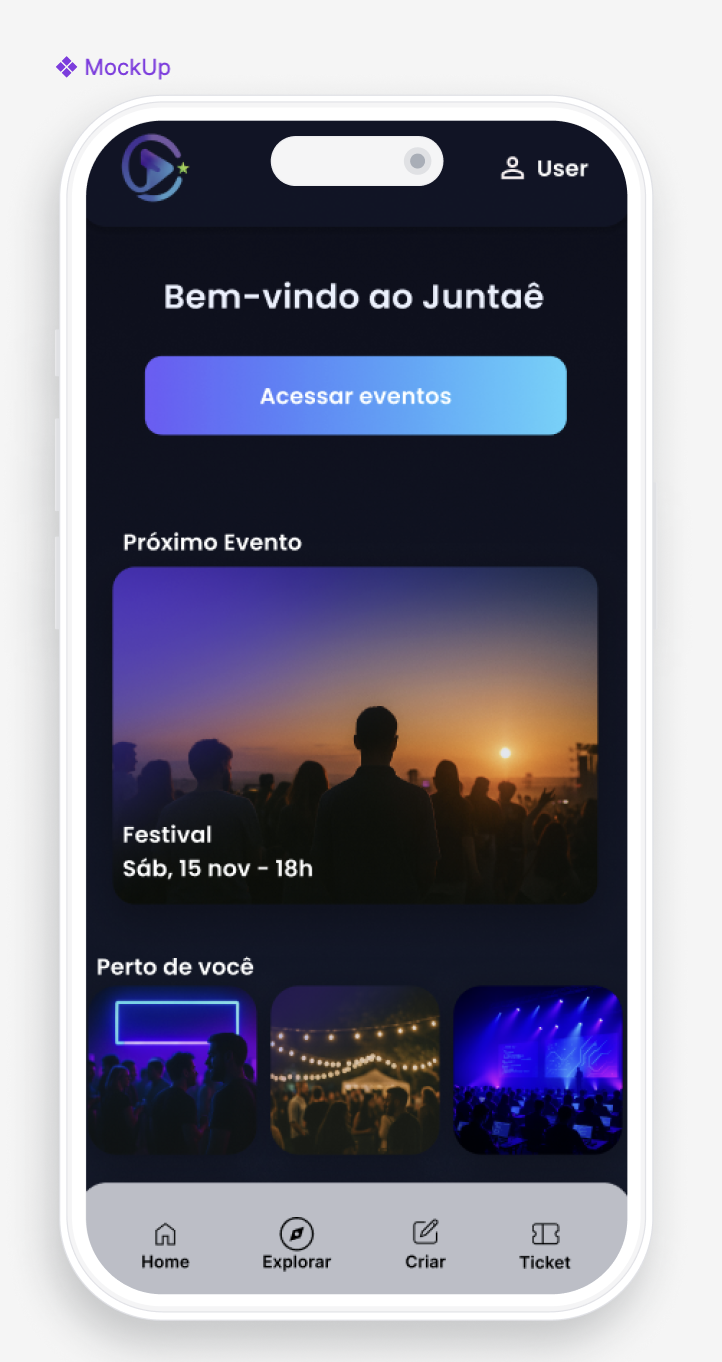 MockUp
User
Bem-vindo ao Juntaê
Acessar eventos
Próximo Evento
Festival
Sáb, 15 nov - 18h
Perto de você
Home
Explorar
Criar
Ticket